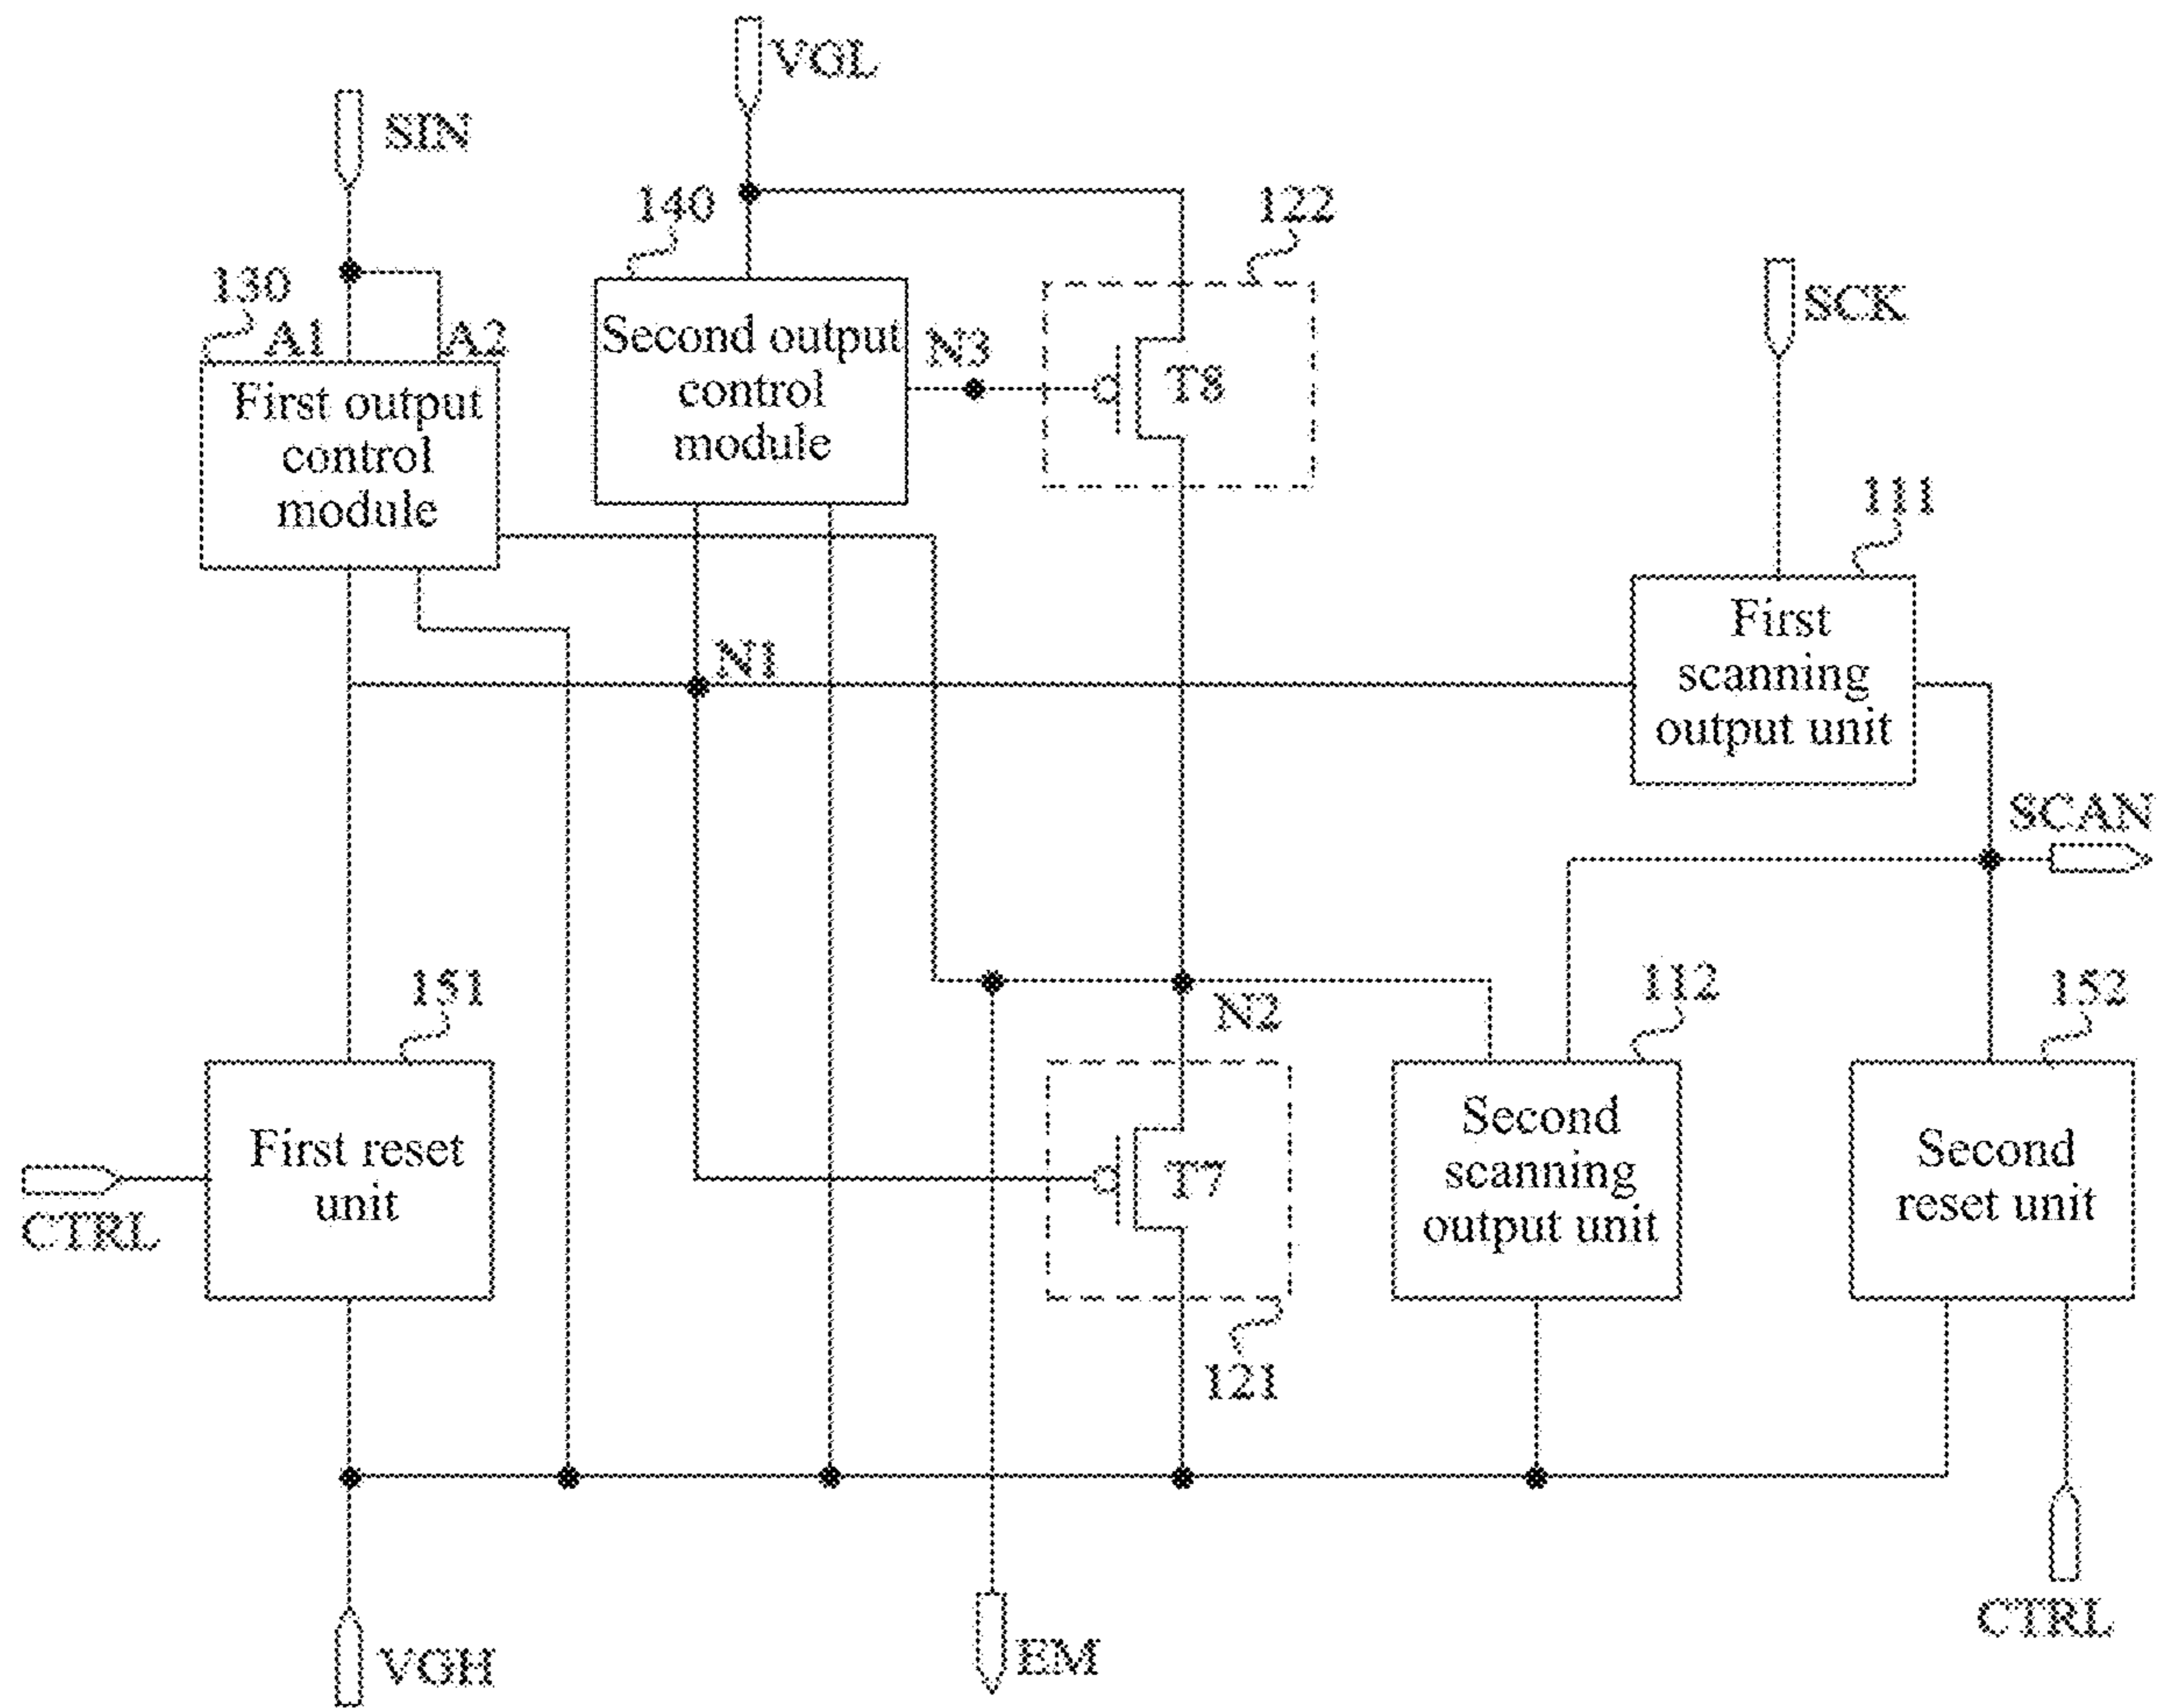 VGL
SIN
140
122
130
A1
A2
SCK
Second output
control
module
N3
T8
First output
control
module
111
First
scanning
output unit
N1
SCAN
151
112
152
N2
First reset
unit
T7
Second
scanning
output unit
Second
reset unit
CTRL
121
VGH
EM
CTRL